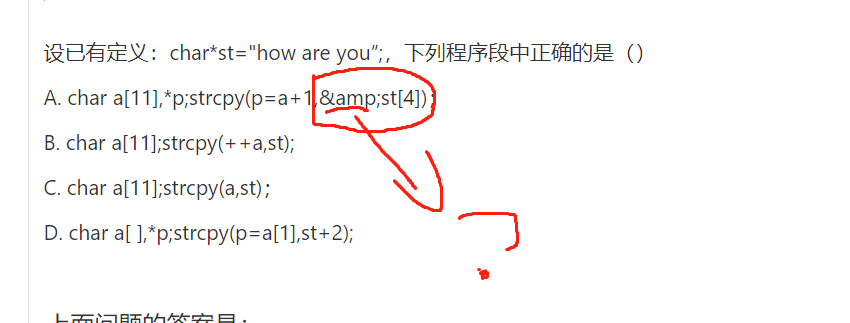 设已有定义：char*st="how are you";，下列程序段中正确的是（）
A. char a[11],*p;strcpy(p=a+1,&amp;st[4]);
B. char a[11];strcpy(++a,st);
C. char a[11];strcpy(a,st)；
D. char a[ ],*p;strcpy(p=a[1],st+2);
上面问题的答案是：